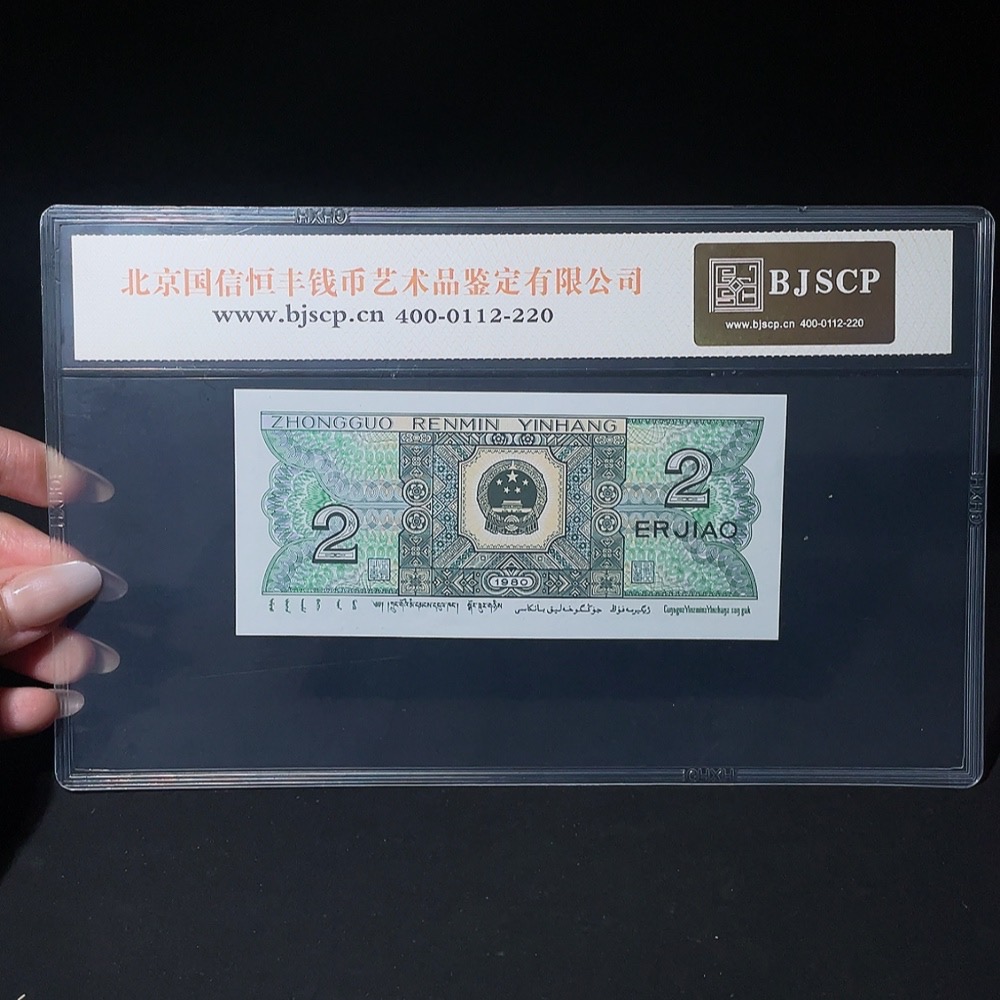 HXHD
北京国信恒丰钱币艺术品鉴定有限公司
www.bjscp.cn 400-0112-220
BJSCP
www.bjscp.cn 400-0112-220
ZHONGGUO RENMIN YINHANG
2
2
ERJIAO
1980